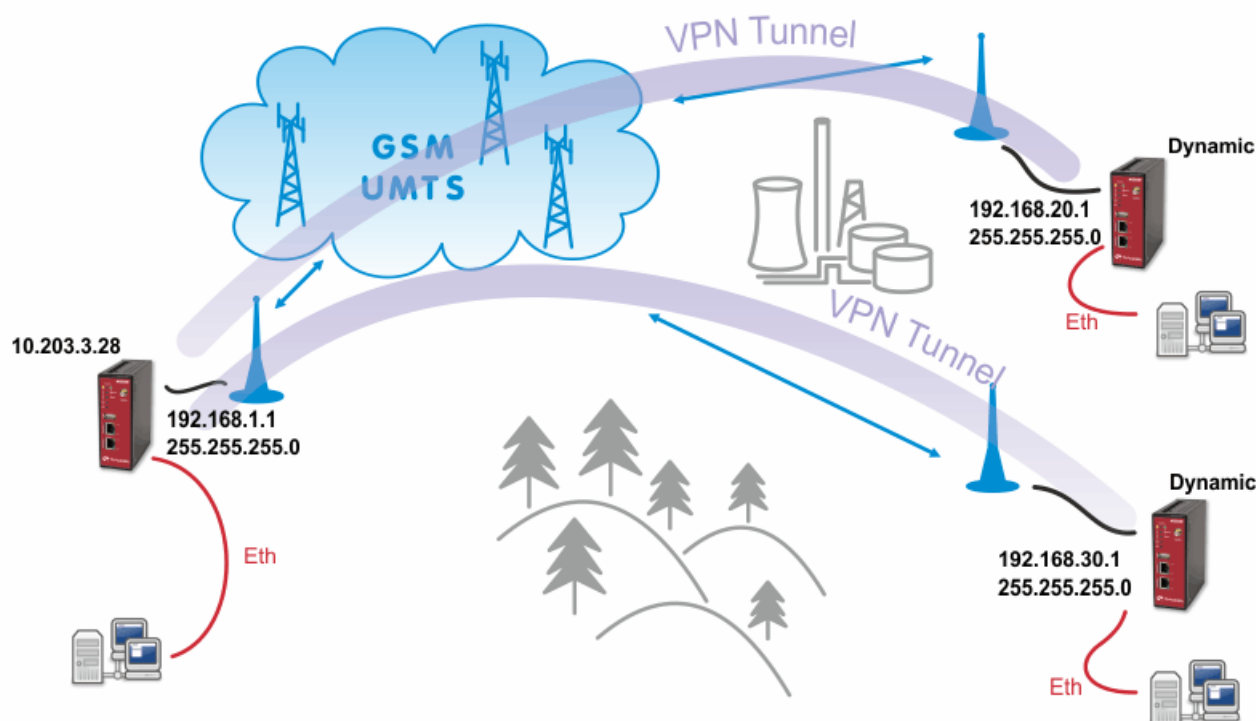 VPN Tunnel
GSM
UMTS
Dynamic
192.168.20.1
255.255.255.0
Eth
VPN Tunnel
10.203.3.28
192.168.1.1
255.255.255.0
Eth
Dynamic
192.168.30.1
255.255.255.0
Eth